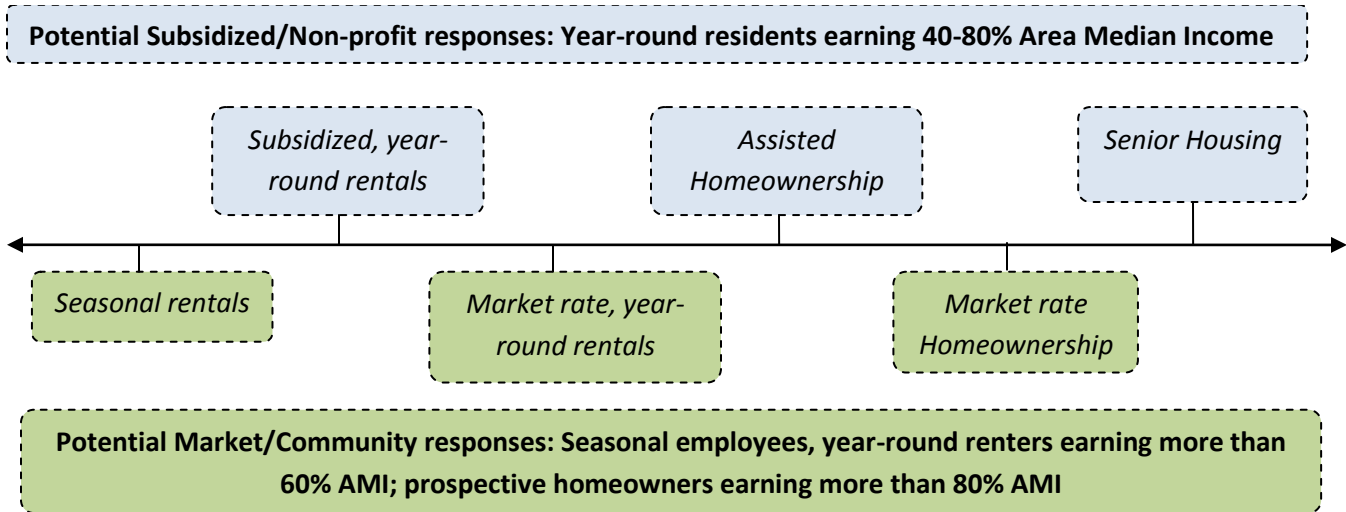 Potential Subsidized/Non-profit responses: Year-round residents earning 40-80% Area Median Income
Subsidized, year-
round rentals
Assisted
Homeownership
Senior Housing
Seasonal rentals
Market rate, year-
round rentals
Market rate
Homeownership
Potential Market/Community responses: Seasonal employees, year-round renters earning more than
60% AMI; prospective homeowners earning more than 80% AMI